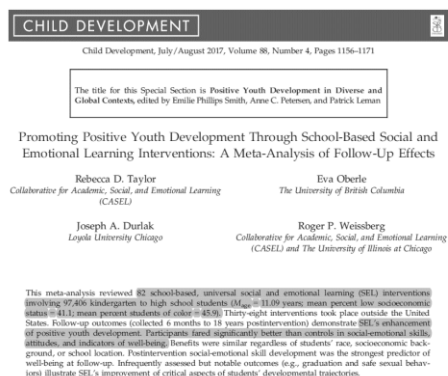 CHILD DEVELOPMENT
Child Development, July/August 2017, Volume 88, Number 4, Pages 1156–1171
The title for this Special Section is Positive Youth Development in Diverse and
Global Contexts, edited by Emilie Phillips Smith, Anne C. Petersen, and Patrick Leman
Promoting Positive Youth Development Through School-Based Social and
Emotional Learning Interventions: A Meta-Analysis of Follow-Up Effects
Rebecca D. Taylor
Collaborative for Academic, Social, and Emotional Learning
(CASEL)
Eva Oberle
The University of British Columbia
Joseph A. Durlak
Loyola University Chicago
Roger P. Weissberg
Collaborative for Academic, Social, and Emotional Learning
(CASEL) and The University of Illinois at Chicago
This meta-analysis reviewed 82 school-based, universal social and emotional learning (SEL) interventions
involving 97,406 kindergarten to high school students (Mage = 11.09 years; mean percent low socioeconomic
status = 41.1; mean percent students of color = 45.9). Thirty-eight interventions took place outside the United
States. Follow-up outcomes (collected 6 months to 18 years postintervention) demonstrate SEL's enhancement
of positive youth development. Participants fared significantly better than controls in social-emotional skills,
attitudes, and indicators of well-being. Benefits were similar regardless of students' race, socioeconomic back-
ground, or school location. Postintervention social-emotional skill development was the strongest predictor of
well-being at follow-up. Infrequently assessed but notable outcomes (e.g., graduation and safe sexual behav-
iors) illustrate SEL's improvement of critical aspects of students' developmental trajectories.